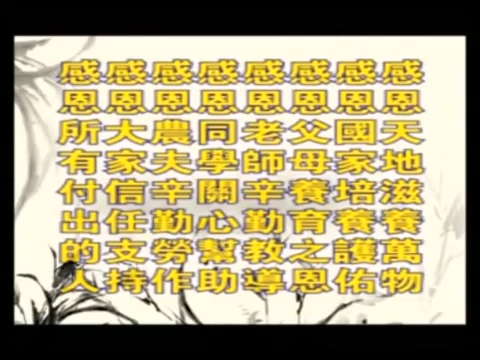 感恩天地滋養萬物
感恩國家培養護佑
感恩父母養育之恩
感恩老師辛勤教導
感恩同學關心幫助
感恩農夫辛勤勞作
感恩大家信任支持
感恩所有付出的人